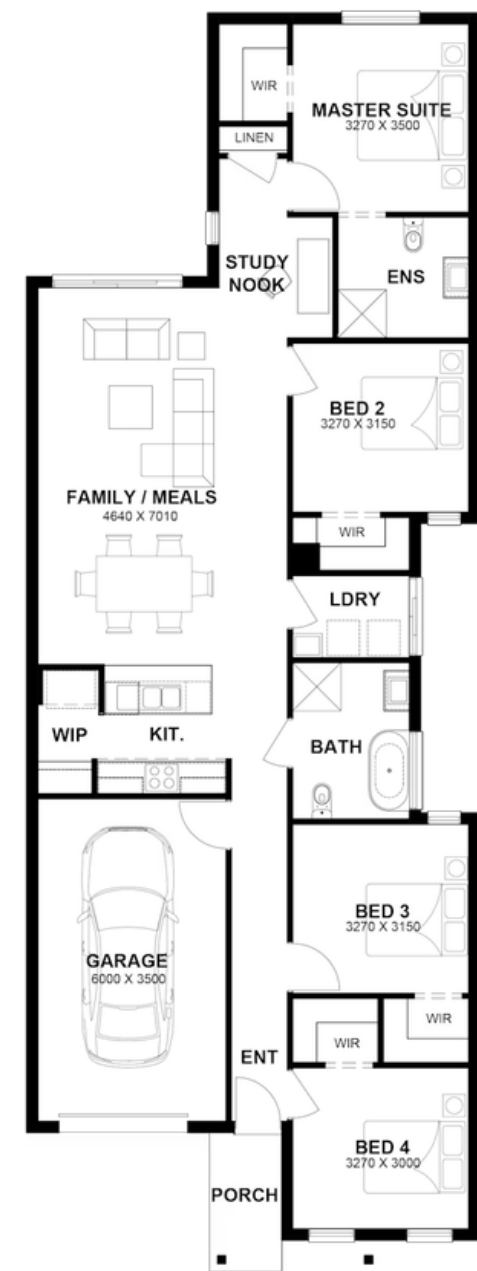 WIR
MASTER SUITE
3270 X 3500
LINEN
STUDY
NOOK
ENS
BED 2
3270 X 3150
FAMILY / MEALS
4640 X 7010
WIR
LDRY
WIP
KIT.
BATH
BED 3
3270 X 3150
GARAGE
6000 X 3500
WIR
WIR
ENT
BED 4
3270 X 3000
PORCH